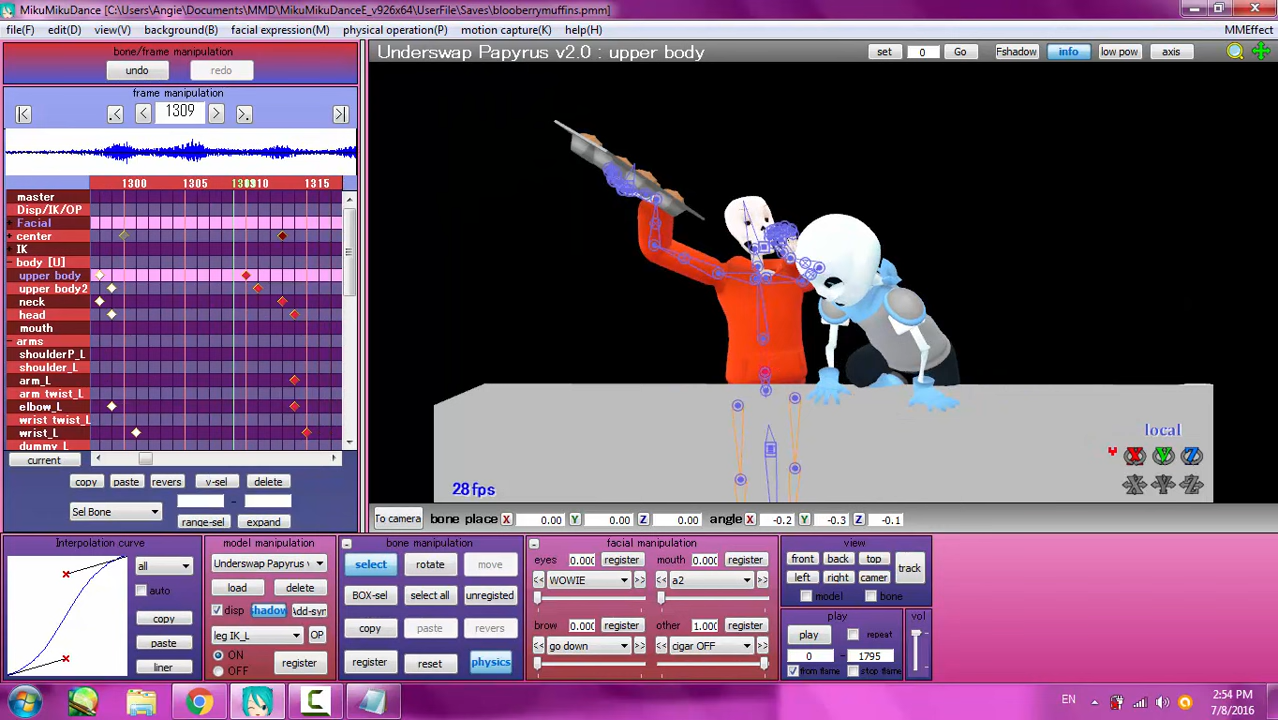 MikuMikuDance [C:\Users\Angie\Documents\MMD\MikuMikuDanceE_v926x64\UserFile\Saves\blooberrymuffins.pmm]
file(F) edit(D) view(V) background(B) facial expression(M) physical operation(P) motion capture(K) help(H) MMEffect
bone/frame manipulation
undo redo
frame manipulation
1309
Underswap Papyrus v2.0 : upper body
set 0 Go Fshadow info low pow axis
1300 1305 1310 1315
master
Disp/IK/OP
Facial
center
IK
body [U]
upper body
upper body2
neck
head
mouth
arms
shoulderP_L
shoulder_L
arm_L
arm twist_L
elbow_L
wrist twist_L
wrist_L
dummy_L
current
copy paste revers v-sel delete
Sel Bone -
range-sel expand
local
28fps
To camera bone place X 0.00 Y 0.00 Z 0.00 angle X -0.2 Y -0.3 Z -0.1
Interpolation curve
all
auto
copy
paste
liner
model manipulation
Underswap Papyrus
load delete
disp shadow Add-syn
leg IK_L OP
ON
OFF
register
bone manipulation
select rotate move
BOX-sel select all unregisted
copy paste revers
register reset physics
facial manipulation
eyes 0.000 register mouth 0.000 register
<< WOWIE >> << a2 >>
brow 0.000 register other 1.000 register
<< go down >> << cigar OFF >>
view
front back top
left right camer track
model bone
play
play repeat
0 - 1795
from flame stop flame
vol
EN
2:54 PM
7/8/2016